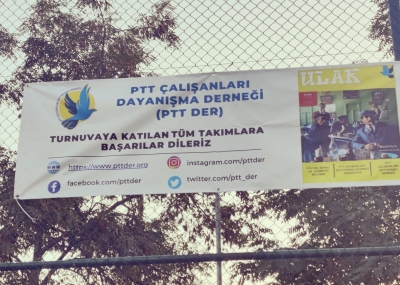 PTT ÇALIŞANLARI
DAYANIŞMA DERNEĞİ
(PTT DER)
TURNUVAYA KATILAN TÜM TAKIMLARA
BAŞARILAR DİLERİZ
https://www.pttder.org
instagram.com/pttder
facebook.com/pttder
twitter.com/ptt_der
ULAK